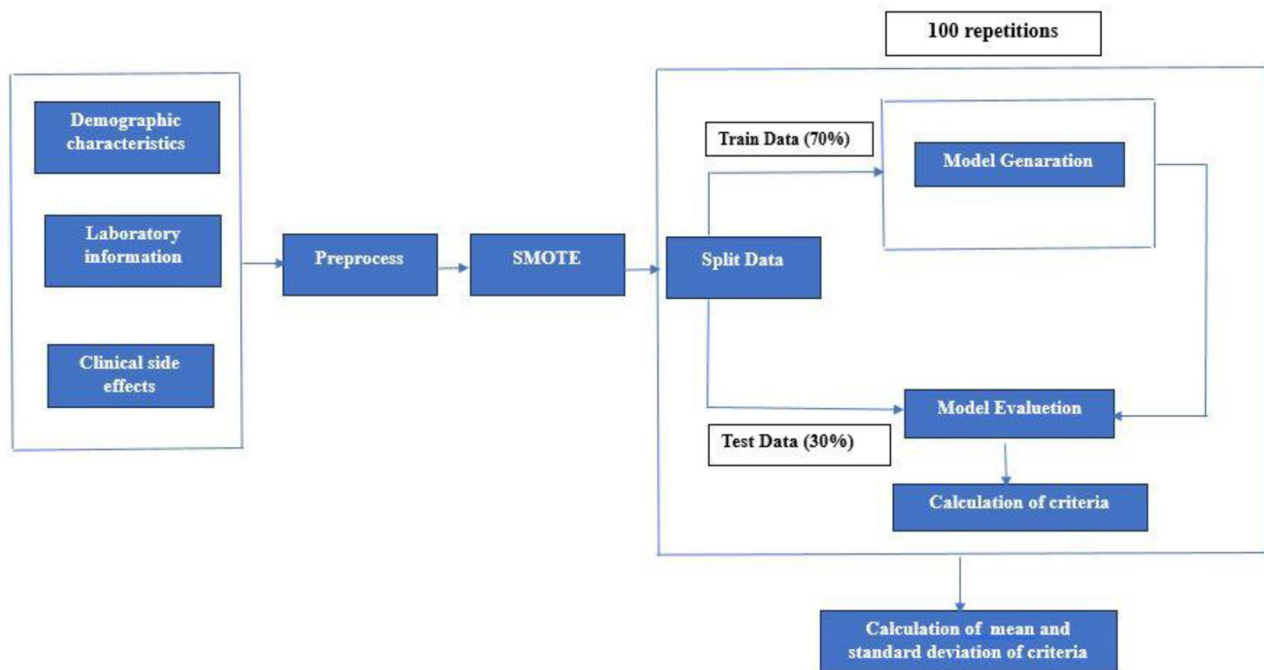 100 repetitions
Demographic
characteristics
Laboratory
information
Clinical side
effects
Preprocess
SMOTE
Split Data
Train Data (70%)
Model Genaration
Test Data (30%)
Model Evaluetion
Calculation of criteria
Calculation of mean and
standard deviation of criteria